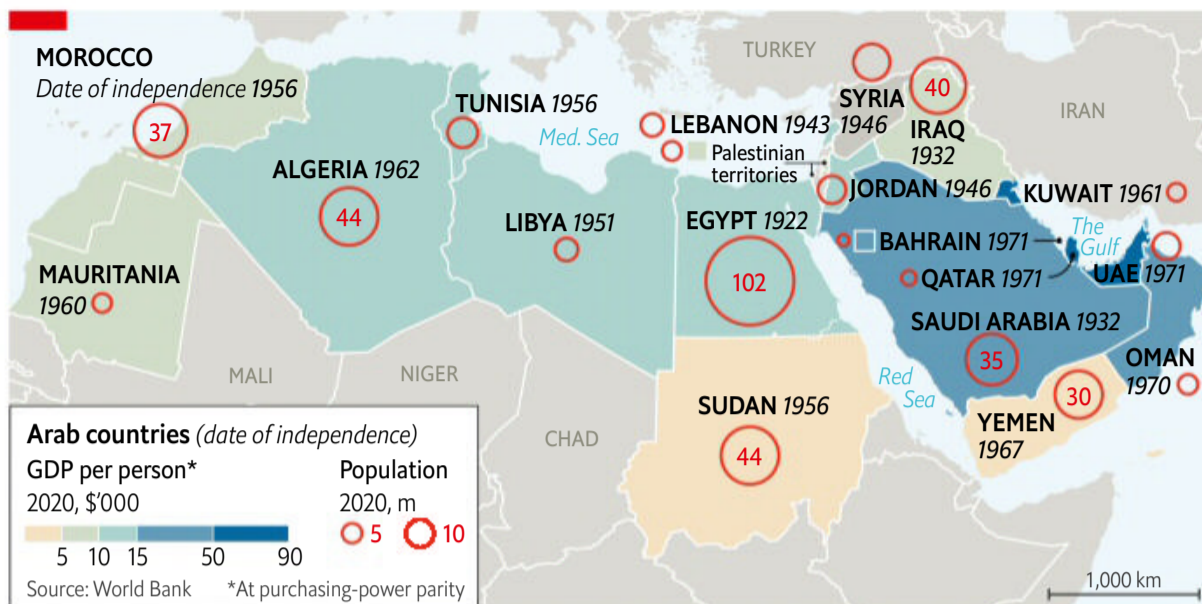 MOROCCO
Date of independence 1956
37
TUNISIA 1956
Med. Sea
ALGERIA 1962
44
LIBYA 1951
MAURITANIA
1960
MALI
NIGER
CHAD
TURKEY
SYRIA
1946
40
IRAQ
1932
IRAN
LEBANON 1943
Palestinian
territories
JORDAN 1946
KUWAIT 1961
EGYPT 1922
102
BAHRAIN 1971
The
Gulf
QATAR 1971
UAE 1971
SAUDI ARABIA 1932
35
OMAN
1970
Red
Sea
30
YEMEN
1967
SUDAN 1956
44
Arab countries (date of independence)
GDP per person*
2020, $'000
5 10 15 50 90
Population
2020, m
5 10
Source: World Bank *At purchasing-power parity
1,000 km